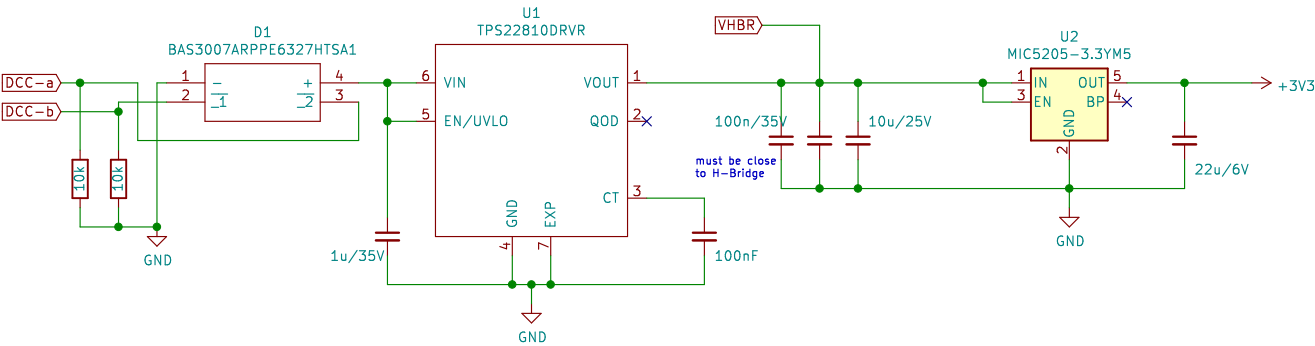 DCC-a
DCC-b
10k
10k
GND
D1
BAS3007ARPPE6327HTSA1
1
-
+
4
2
_1
_2
3
U1
TPS22810DRVR
6
VIN
VOUT
1
5
EN/UVLO
QOD
2
CT
3
GND
EXP
4
7
1u/35V
100nF
GND
VHBR
100n/35V
10u/25V
must be close
to H-Bridge
U2
MIC5205-3.3YM5
1
IN
OUT
5
3
EN
BP
4
GND
2
22u/6V
+3V3
GND